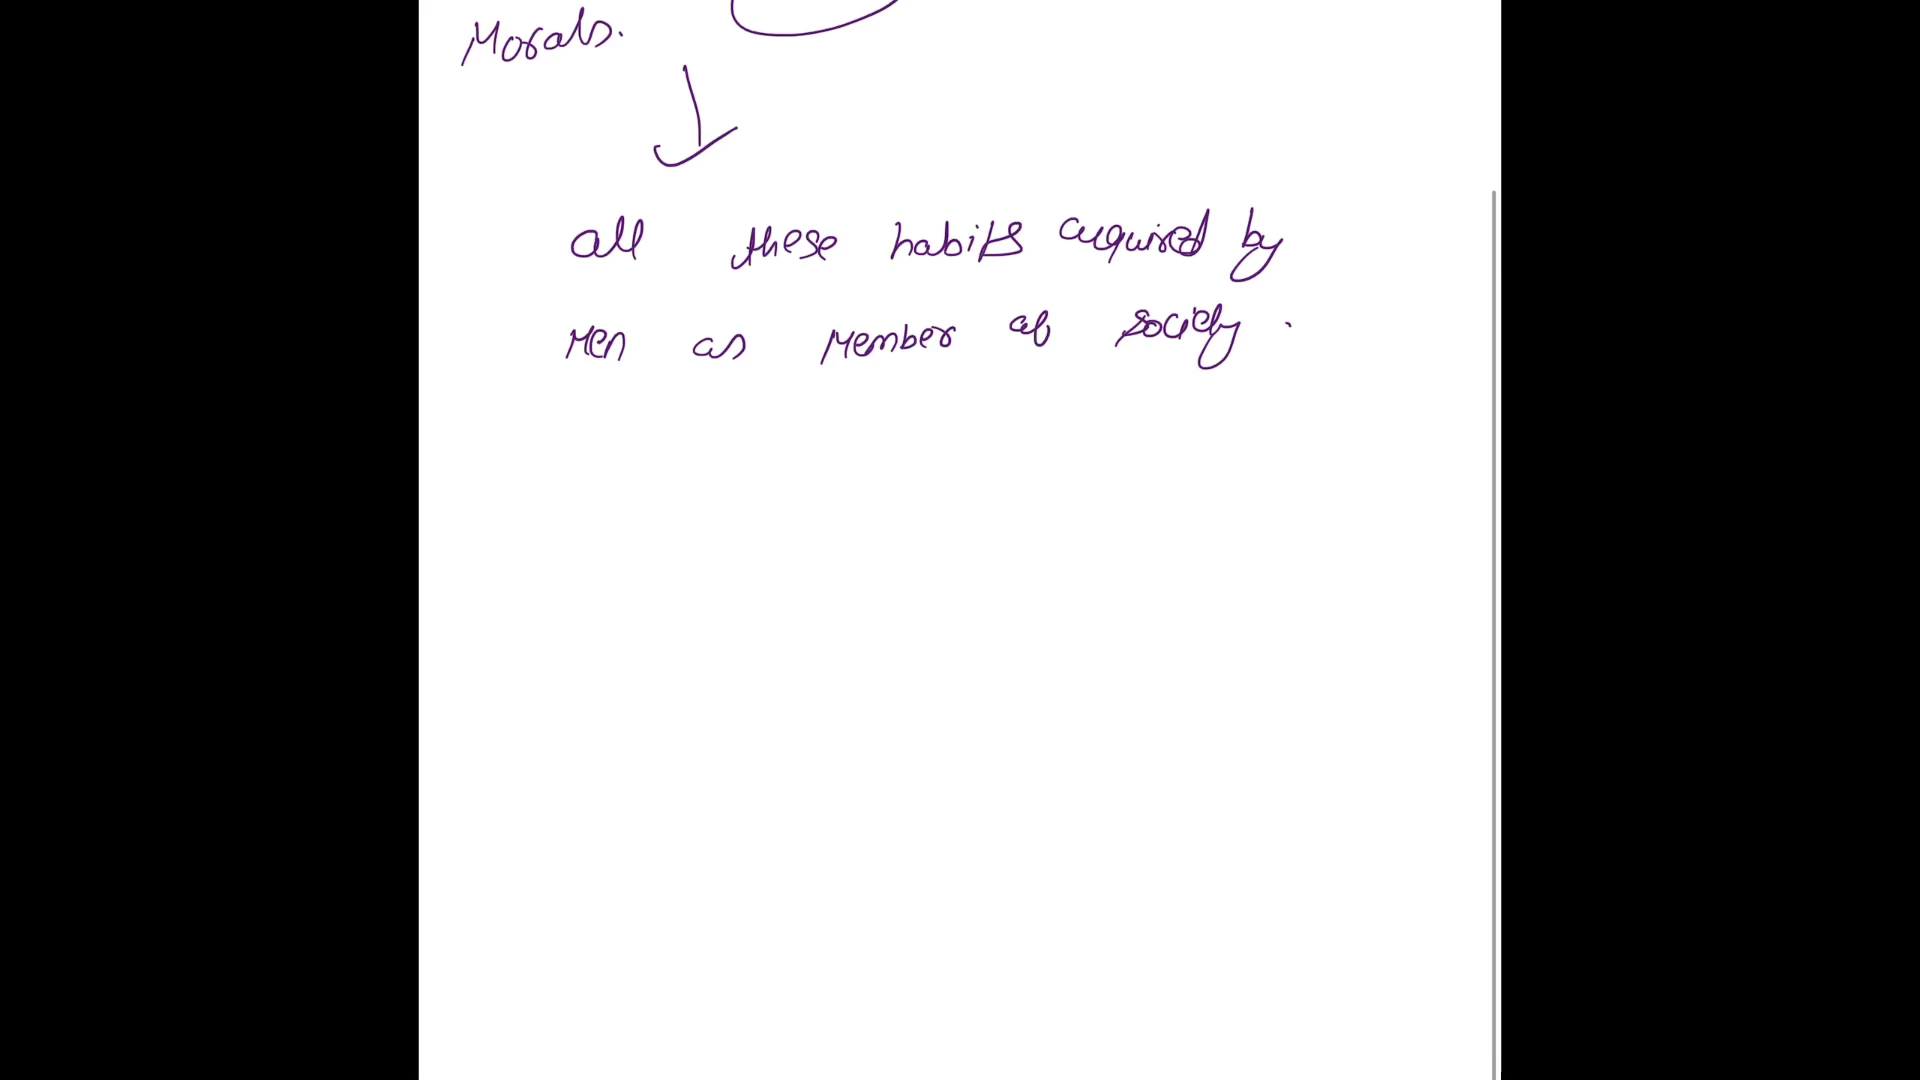 Morals.
all these habits acquired by
Men as Member of society.